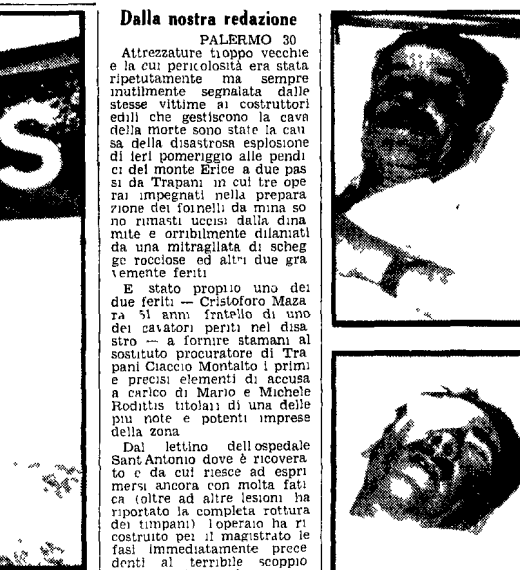 S
Dalla nostra redazione
PALERMO 30
Attrezzature troppo vecchie
e la cui pericolosità era stata
ripetutamente ma sempre
inutilmente segnalata dalle
stesse vittime ai costruttori
edili che gestiscono la cava
della morte sono state la cau
sa della disastrosa esplosione
di ieri pomeriggio alle pendi
ci del monte Erice a due pas
si da Trapani in cui tre ope
rai impegnati nella prepara
zione dei fornelli da mina so
no rimasti uccisi dalla dina
mite e orribilmente dilaniati
da una mitragliata di scheg
ge rocciose ed altri due gra
vemente feriti
E stato proprio uno dei
due feriti — Cristoforo Maza
ra 51 anni fratello di uno
dei cavatori periti nel disa
stro — a fornire stamani al
sostituto procuratore di Tra
pani Ciaccio Montalto i primi
e precisi elementi di accusa
a carico di Mario e Michele
Rodittis titolari di una delle
più note e potenti imprese
della zona
Dal lettino dell ospedale
Sant Antonio dove è ricovera
to e da cui riesce ad espri
mersi ancora con molta fati
ca (oltre ad altre lesioni ha
riportato la completa rottura
dei timpani) l operaio ha ri
costruito per il magistrato le
fasi immediatamente prece
denti al terribile scoppio